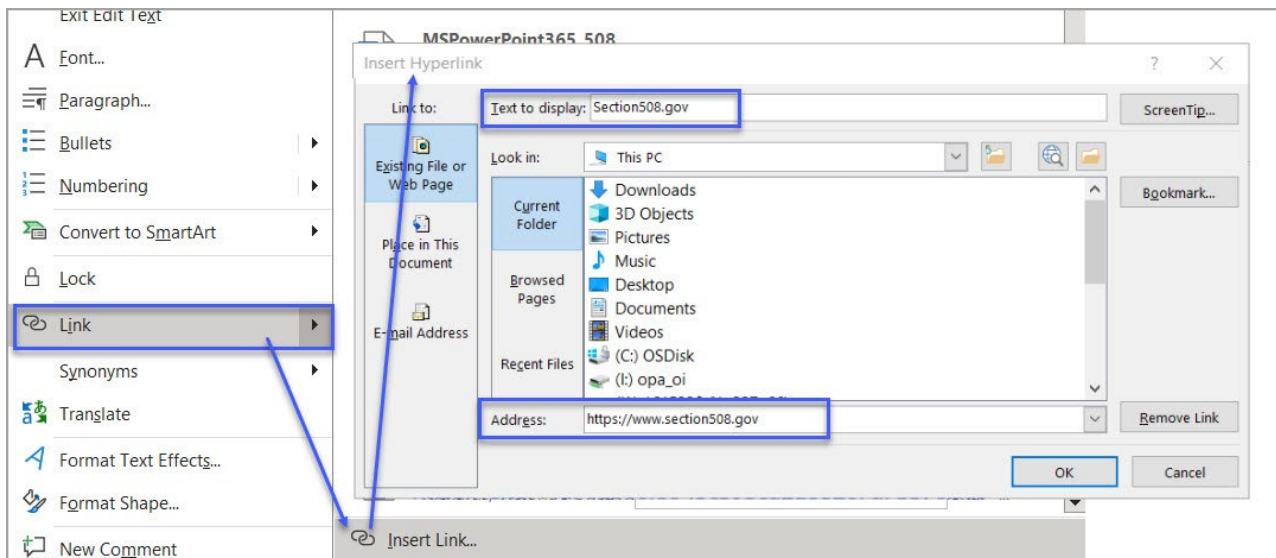 Exit Edit Text
Font...
Paragraph...
Bullets
Numbering
Convert to SmartArt
Lock
Link
Synonyms
Translate
Format Text Effects...
Format Shape...
New Comment
MSPowerPoint365_508
Insert Hyperlink
?
Link to:
Existing File or
Web Page
Place in This
Document
E-mail Address
Text to display: Section508.gov
ScreenTip...
Look in: This PC
Bookmark...
Current
Folder
Browsed
Pages
Recent Files
Downloads
3D Objects
Pictures
Music
Desktop
Documents
Videos
(C:) OSDisk
(I:) opa_oi
Address: https://www.section508.gov
Remove Link
OK
Cancel
Insert Link...